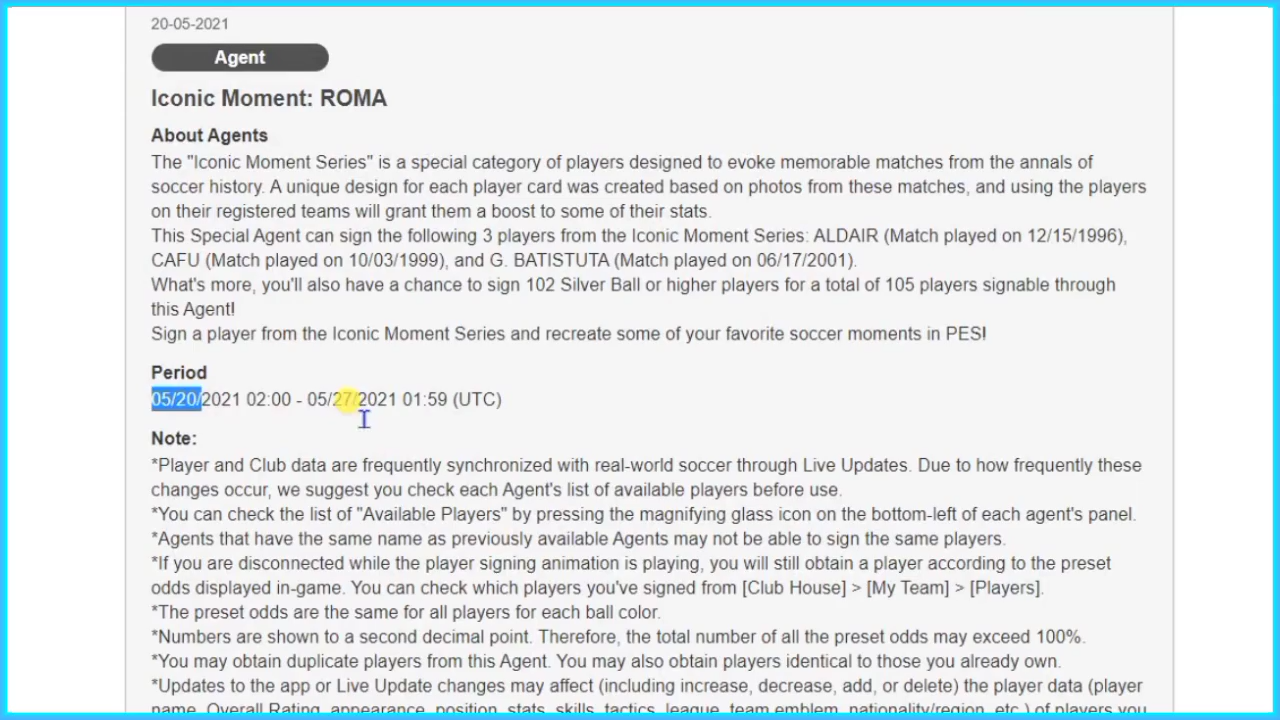 20-05-2021
Agent
Iconic Moment: ROMA
About Agents
The "Iconic Moment Series" is a special category of players designed to evoke memorable matches from the annals of
soccer history. A unique design for each player card was created based on photos from these matches, and using the players
on their registered teams will grant them a boost to some of their stats.
This Special Agent can sign the following 3 players from the Iconic Moment Series: ALDAIR (Match played on 12/15/1996),
CAFU (Match played on 10/03/1999), and G. BATISTUTA (Match played on 06/17/2001).
What's more, you'll also have a chance to sign 102 Silver Ball or higher players for a total of 105 players signable through
this Agent!
Sign a player from the Iconic Moment Series and recreate some of your favorite soccer moments in PES!
Period
05/20/2021 02:00 - 05/27/2021 01:59 (UTC)
Note:
*Player and Club data are frequently synchronized with real-world soccer through Live Updates. Due to how frequently these
changes occur, we suggest you check each Agent's list of available players before use.
*You can check the list of "Available Players" by pressing the magnifying glass icon on the bottom-left of each agent's panel.
*Agents that have the same name as previously available Agents may not be able to sign the same players.
*If you are disconnected while the player signing animation is playing, you will still obtain a player according to the preset
odds displayed in-game. You can check which players you've signed from [Club House] > [My Team] > [Players].
*The preset odds are the same for all players for each ball color.
*Numbers are shown to a second decimal point. Therefore, the total number of all the preset odds may exceed 100%.
*You may obtain duplicate players from this Agent. You may also obtain players identical to those you already own.
*Updates to the app or Live Update changes may affect (including increase, decrease, add, or delete) the player data (player
name, Overall Rating, appearance, position, stats, skills, tactics, league, team emblem, nationality/region, etc.) of players you